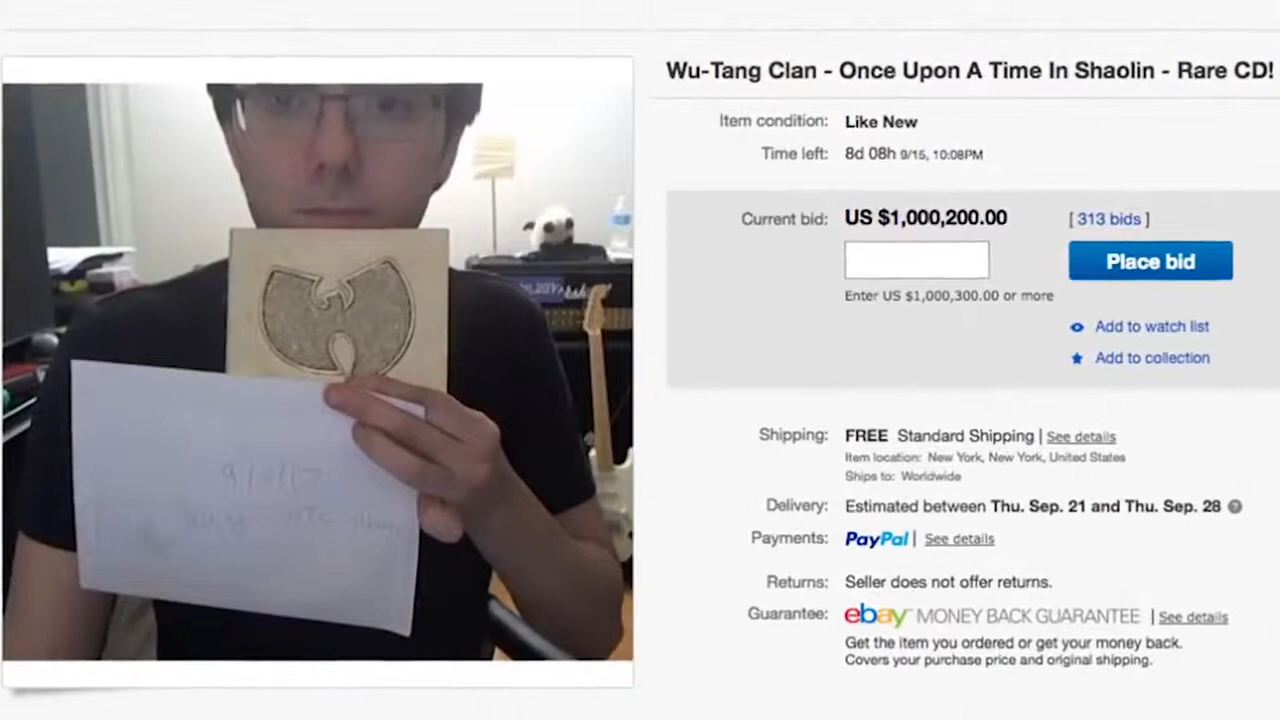 Wu-Tang Clan - Once Upon A Time In Shaolin - Rare CD!
Item condition: Like New
Time left: 8d 08h 9/15, 10:08PM
Current bid: US $1,000,200.00 [ 313 bids ]
Place bid
Enter US $1,000,300.00 or more
Add to watch list
Add to collection
Shipping: FREE Standard Shipping | See details
Item location: New York, New York, United States
Ships to: Worldwide
Delivery: Estimated between Thu. Sep. 21 and Thu. Sep. 28
Payments: PayPal | See details
Returns: Seller does not offer returns.
Guarantee: ebay MONEY BACK GUARANTEE | See details
Get the item you ordered or get your money back.
Covers your purchase price and original shipping.